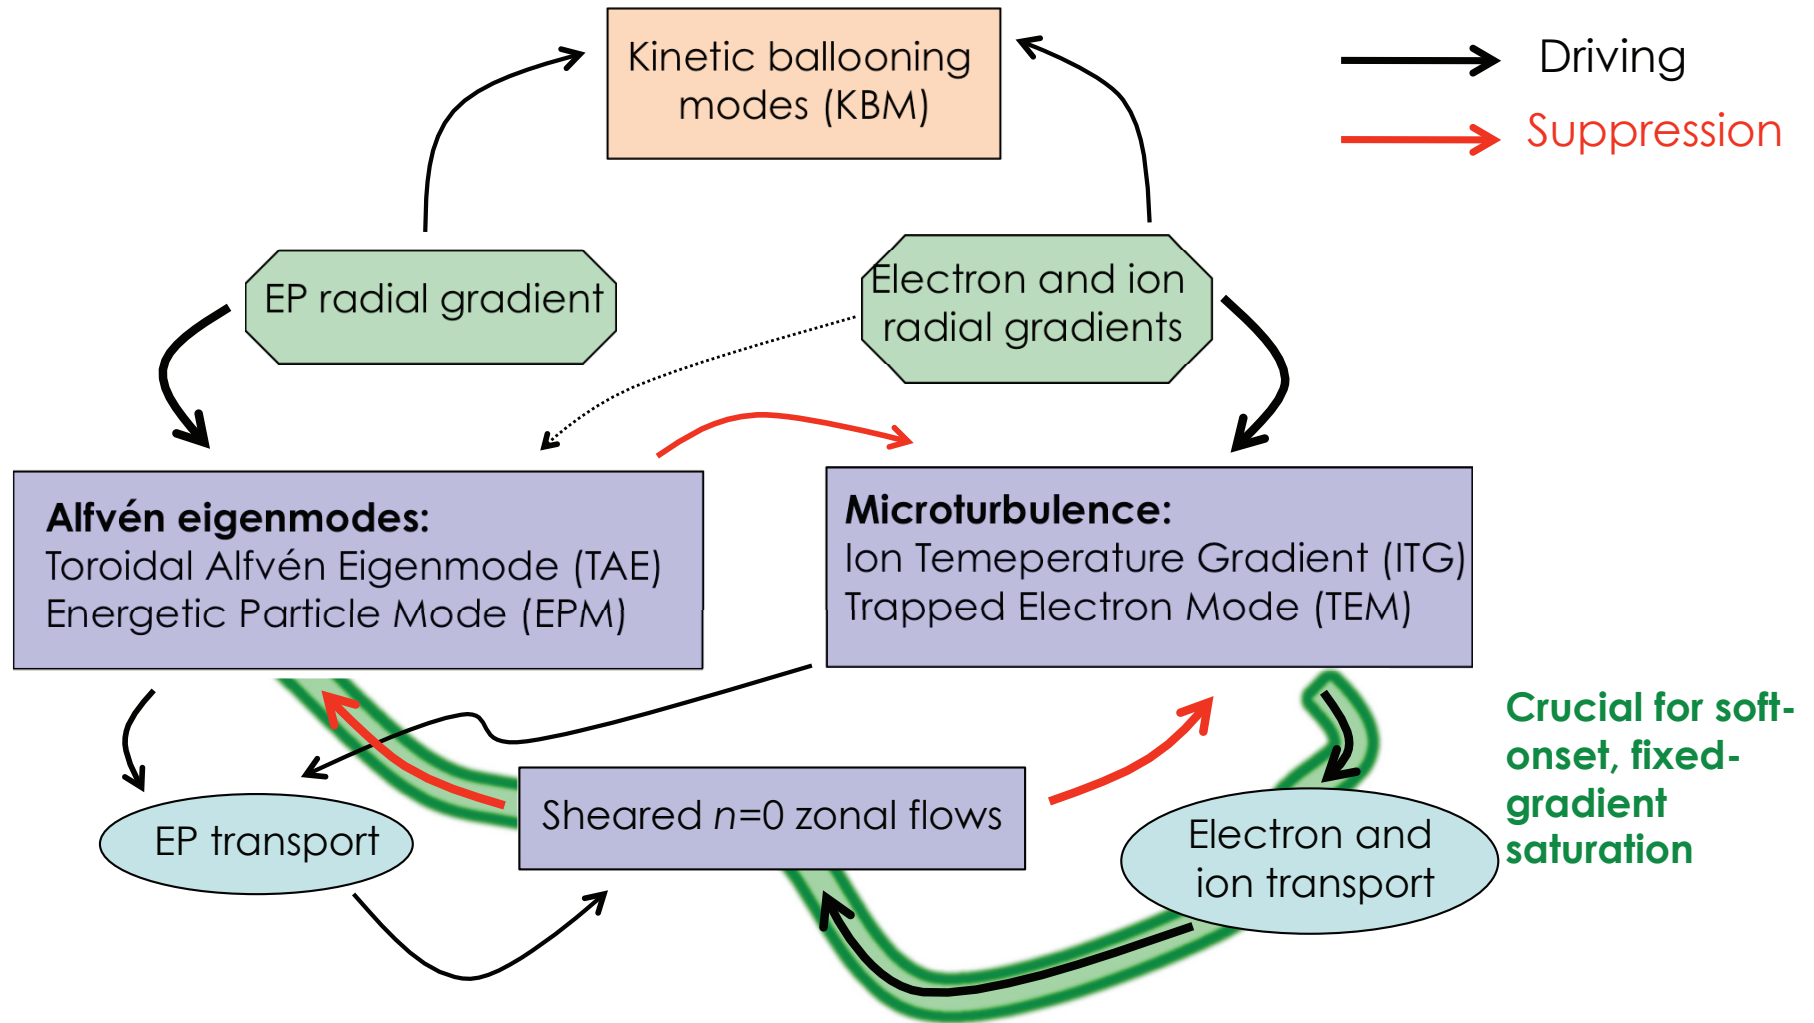 Kinetic ballooning
modes (KBM)
Driving
Suppression
EP radial gradient
Electron and ion
radial gradients
Alfvén eigenmodes:
Toroidal Alfvén Eigenmode (TAE)
Energetic Particle Mode (EPM)
Microturbulence:
Ion Temeperature Gradient (ITG)
Trapped Electron Mode (TEM)
Crucial for soft-
onset, fixed-
gradient
saturation
EP transport
Sheared n=0 zonal flows
Electron and
ion transport